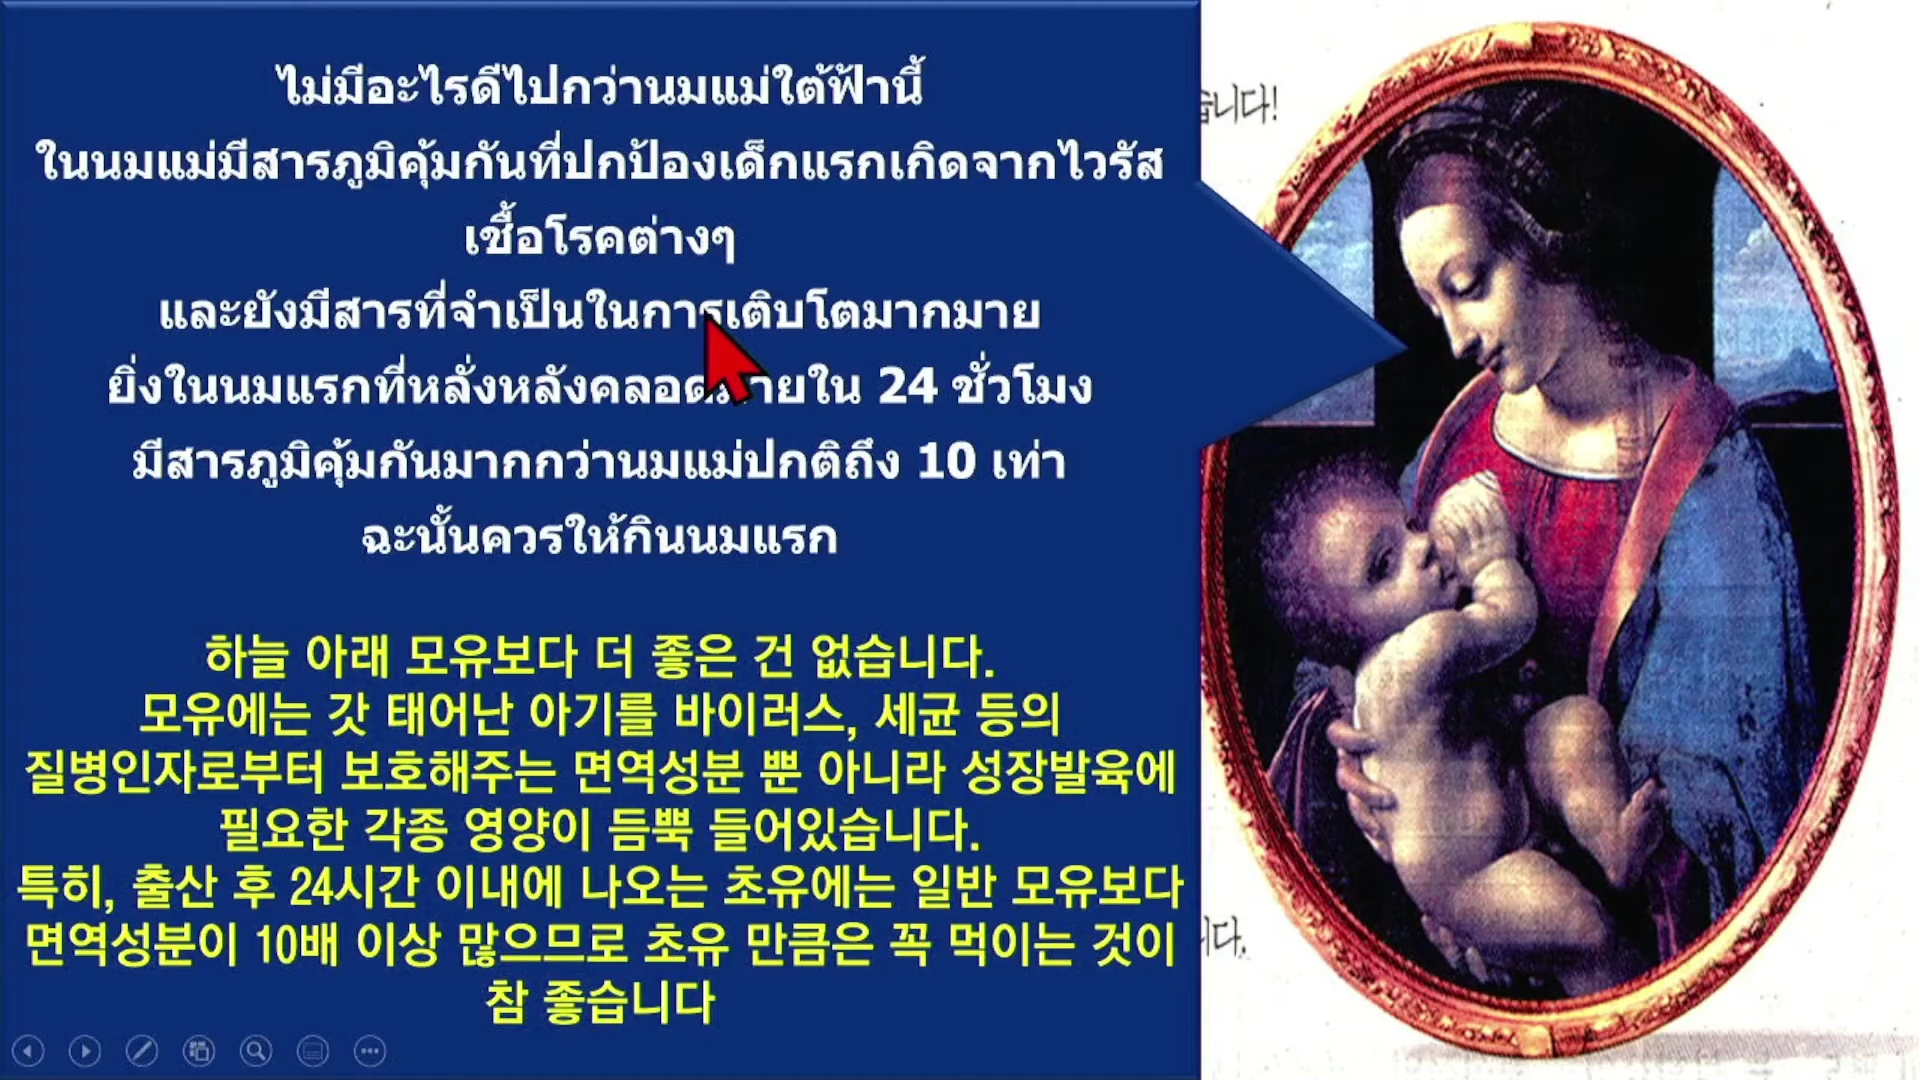 ไม่มีอะไรดีไปกว่านมแม่ใต้ฟ้านี้
ในนมแม่มีสารภูมิคุ้มกันที่ปกป้องเด็กแรกเกิดจากไวรัส
เชื้อโรคต่างๆ
และยังมีสารที่จำเป็นในการเติบโตมากมาย
ยิ่งในนมแรกที่หลั่งหลังคลอดภายใน 24 ชั่วโมง
มีสารภูมิคุ้มกันมากกว่านมแม่ปกติถึง 10 เท่า
ฉะนั้นควรให้กินนมแรก
하늘 아래 모유보다 더 좋은 건 없습니다.
모유에는 갓 태어난 아기를 바이러스, 세균 등의
질병인자로부터 보호해주는 면역성분 뿐 아니라 성장발육에
필요한 각종 영양이 듬뿍 들어있습니다.
특히, 출산 후 24시간 이내에 나오는 초유에는 일반 모유보다
면역성분이 10배 이상 많으므로 초유 만큼은 꼭 먹이는 것이
참 좋습니다
습니다!
니다.